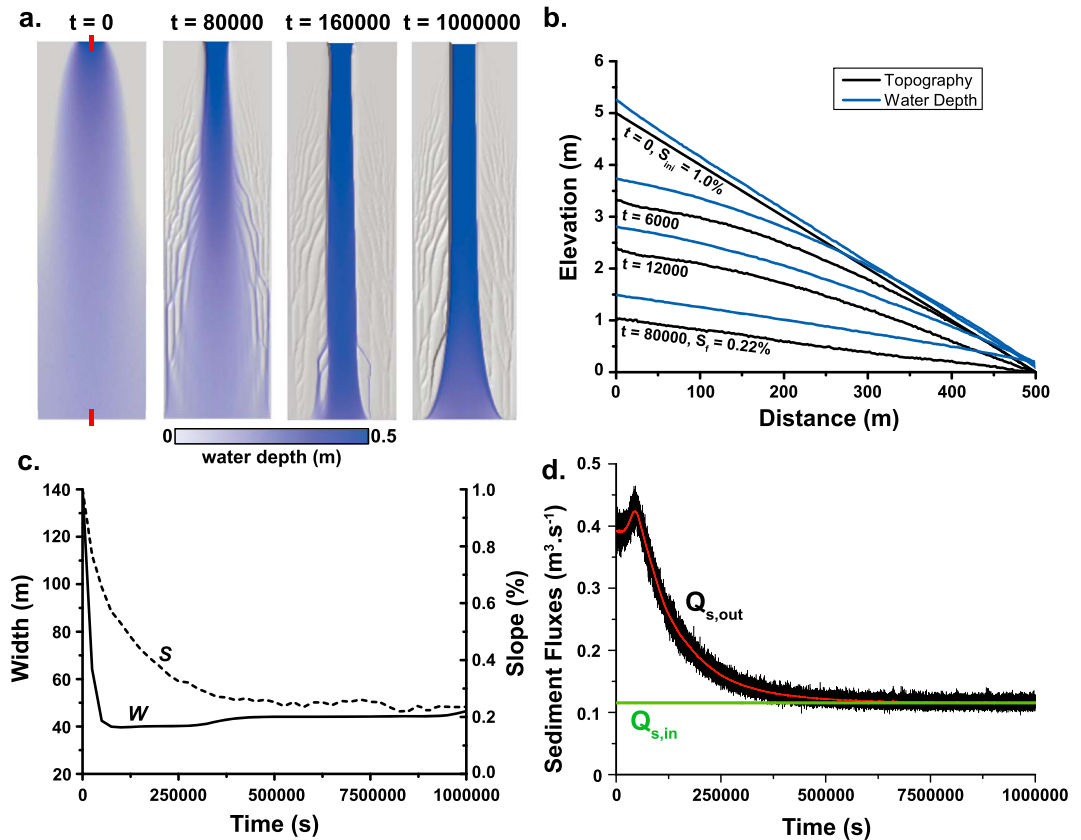 a.
t = 0
t = 80000
t = 160000
t = 1000000
0
0.5
water depth (m)
b.
6
5
4
3
2
1
0
Elevation (m)
Topography
Water Depth
t = 0, Sini = 1.0%
t = 6000
t = 12000
t = 80000, Sf = 0.22%
0
100
200
300
400
500
Distance (m)
c.
140
120
100
80
60
40
20
Width (m)
1.0
0.8
0.6
0.4
0.2
0.0
Slope (%)
S
W
0
250000
500000
7500000
1000000
Time (s)
d.
0.5
0.4
0.3
0.2
0.1
0
Sediment Fluxes (m³.s⁻¹)
Qs,out
Qs,in
0
250000
500000
7500000
1000000
Time (s)